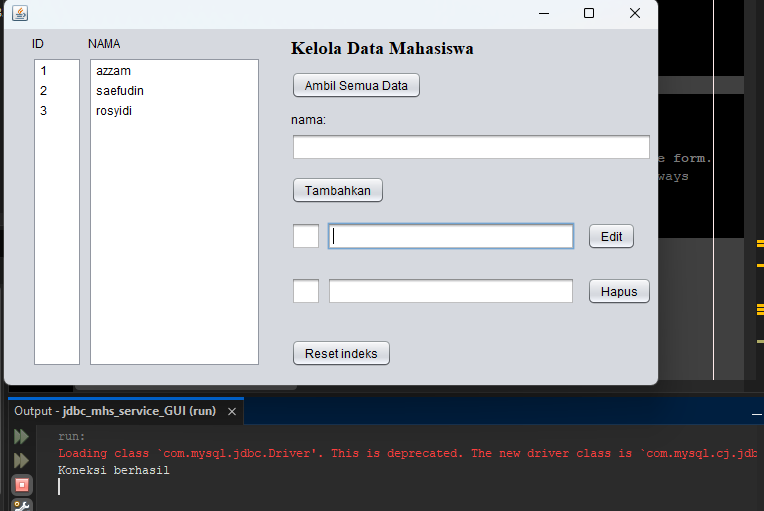 ID NAMA
1 azzam
2 saefudin
3 rosyidi
Kelola Data Mahasiswa
Ambil Semua Data
nama:
Tambahkan
Edit
Hapus
Reset indeks
e form.
ways
Output - jdbc_mhs_service_GUI (run) ×
run:
Loading class `com.mysql.jdbc.Driver'. This is deprecated. The new driver class is `com.mysql.cj.jdb
Koneksi berhasil